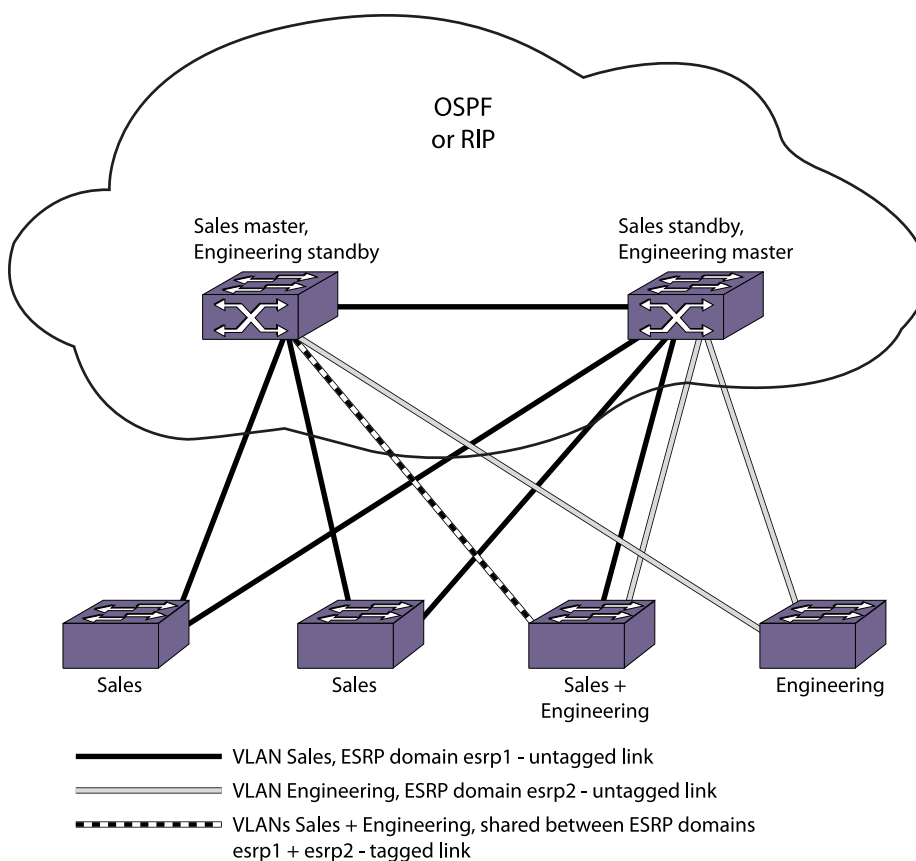 OSPF
or RIP
Sales master,
Engineering standby
Sales standby,
Engineering master
Sales
Sales
Sales +
Engineering
Engineering
VLAN Sales, ESRP domain esrp1 - untagged link
VLAN Engineering, ESRP domain esrp2 - untagged link
VLANs Sales + Engineering, shared between ESRP domains
esrp1 + esrp2 - tagged link